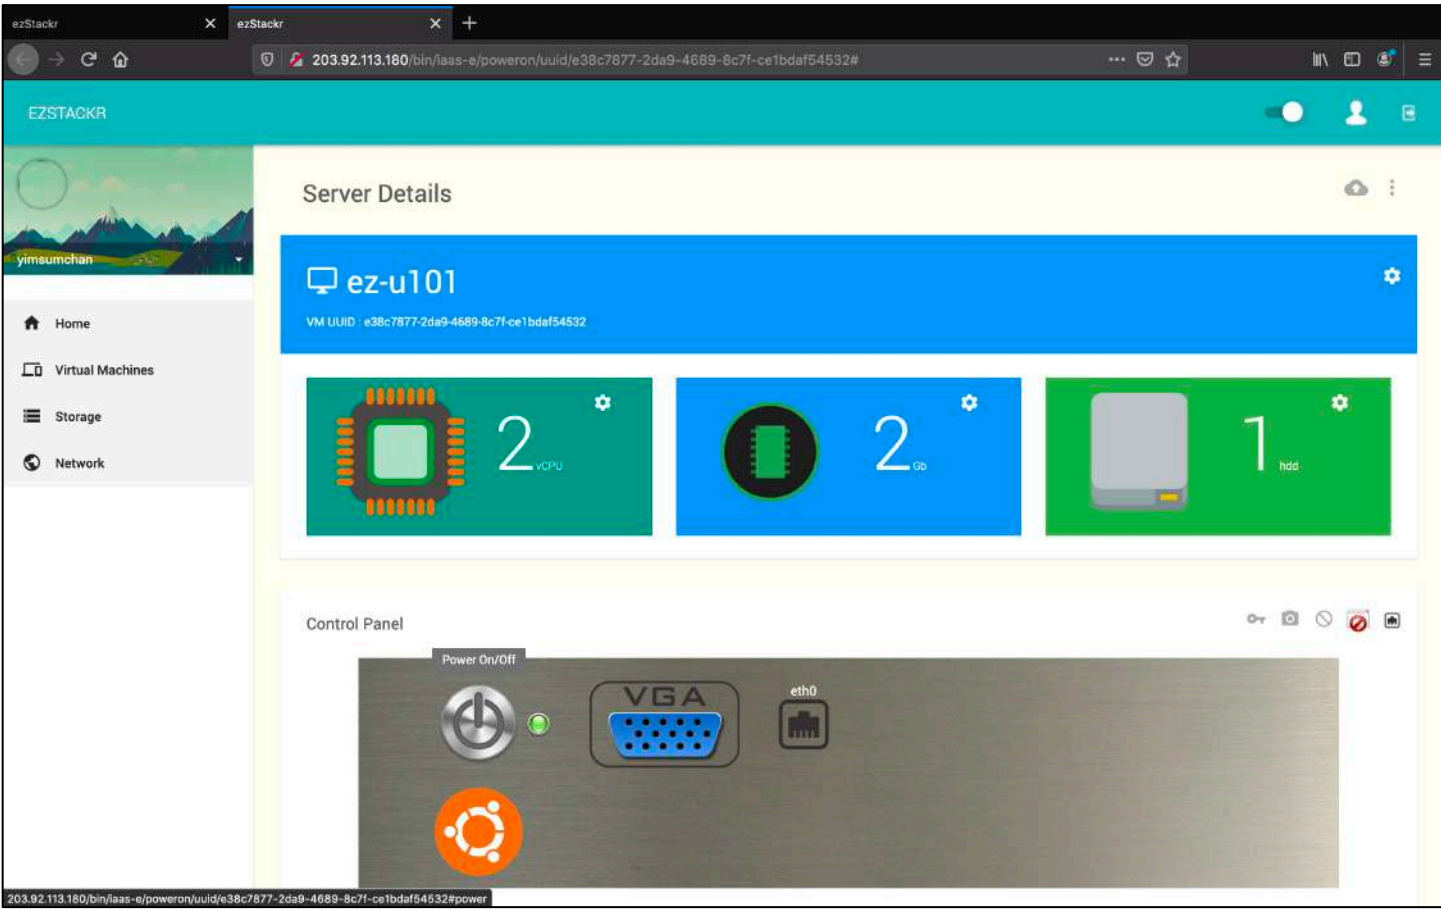 ezStackr
ezStackr
203.92.113.180/bin/iaas-e/poweron/uuid/e38c7877-2da9-4689-8c7f-ce1bdaf54532#
EZSTACKR
yimsumchan
Home
Virtual Machines
Storage
Network
Server Details
ez-u101
VM UUID : e38c7877-2da9-4689-8c7f-ce1bdaf54532
2 vCPU
2 Gb
1 hdd
Control Panel
Power On/Off
VGA
eth0
203.92.113.180/bin/iaas-e/poweron/uuid/e38c7877-2da9-4689-8c7f-ce1bdaf54532#power